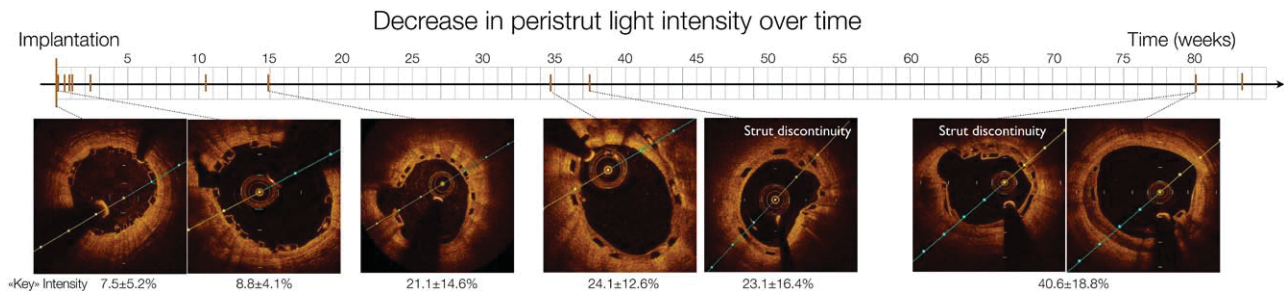 Decrease in peristrut light intensity over time
Implantation
Time (weeks)
5 10 15 20 25 30 35 40 45 50 55 60 65 70 75 80
Strut discontinuity
Strut discontinuity
«Key» Intensity 7.5±5.2% 8.8±4.1% 21.1±14.6% 24.1±12.6% 23.1±16.4% 40.6±18.8%